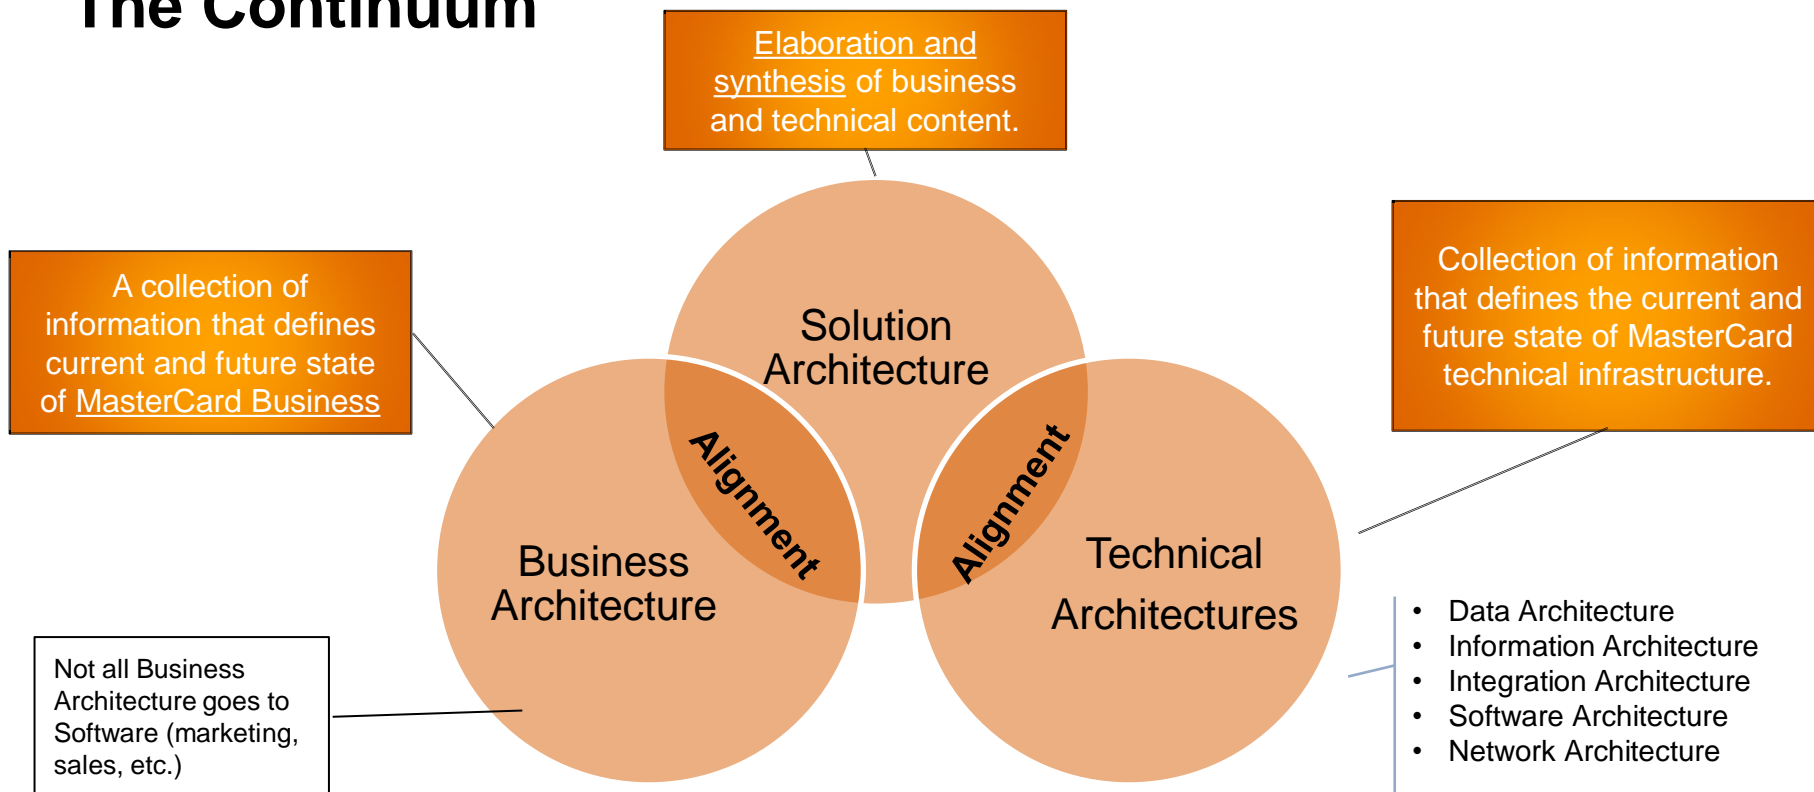 The Continuum
Elaboration and
synthesis of business
and technical content.
A collection of
information that defines
current and future state
of MasterCard Business
Collection of information
that defines the current and
future state of MasterCard
technical infrastructure.
Solution
Architecture
Alignment
Alignment
Business
Architecture
Technical
Architectures
Not all Business
Architecture goes to
Software (marketing,
sales, etc.)
• Data Architecture
• Information Architecture
• Integration Architecture
• Software Architecture
• Network Architecture